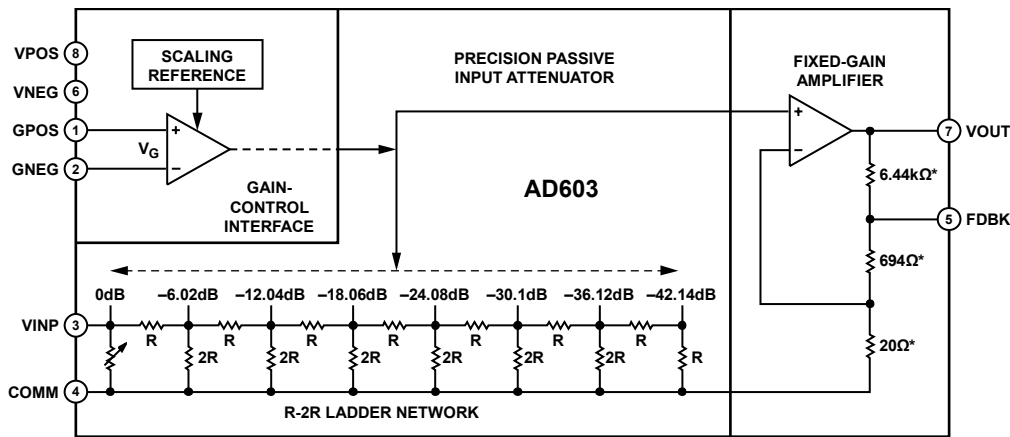 VPOS 8
VNEG 6
GPOS 1
GNEG 2
SCALING
REFERENCE
+
VG
−
GAIN-
CONTROL
INTERFACE
PRECISION PASSIVE
INPUT ATTENUATOR
AD603
FIXED-GAIN
AMPLIFIER
+
−
7 VOUT
6.44kΩ*
5 FDBK
694Ω*
20Ω*
0dB −6.02dB −12.04dB −18.06dB −24.08dB −30.1dB −36.12dB −42.14dB
VINP 3
R R R R R R R
2R 2R 2R 2R 2R 2R R
COMM 4
R-2R LADDER NETWORK